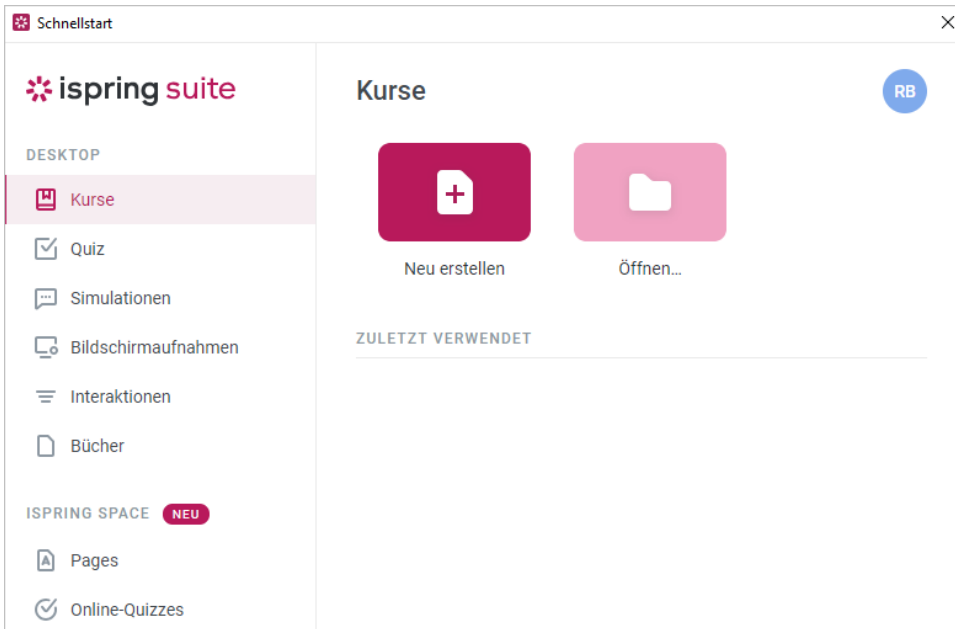 Schnellstart
ispring suite
DESKTOP
Kurse
Quiz
Simulationen
Bildschirmaufnahmen
Interaktionen
Bücher
ISPRING SPACE NEU
Pages
Online-Quizzes
Kurse
RB
Neu erstellen
Öffnen...
ZULETZT VERWENDET